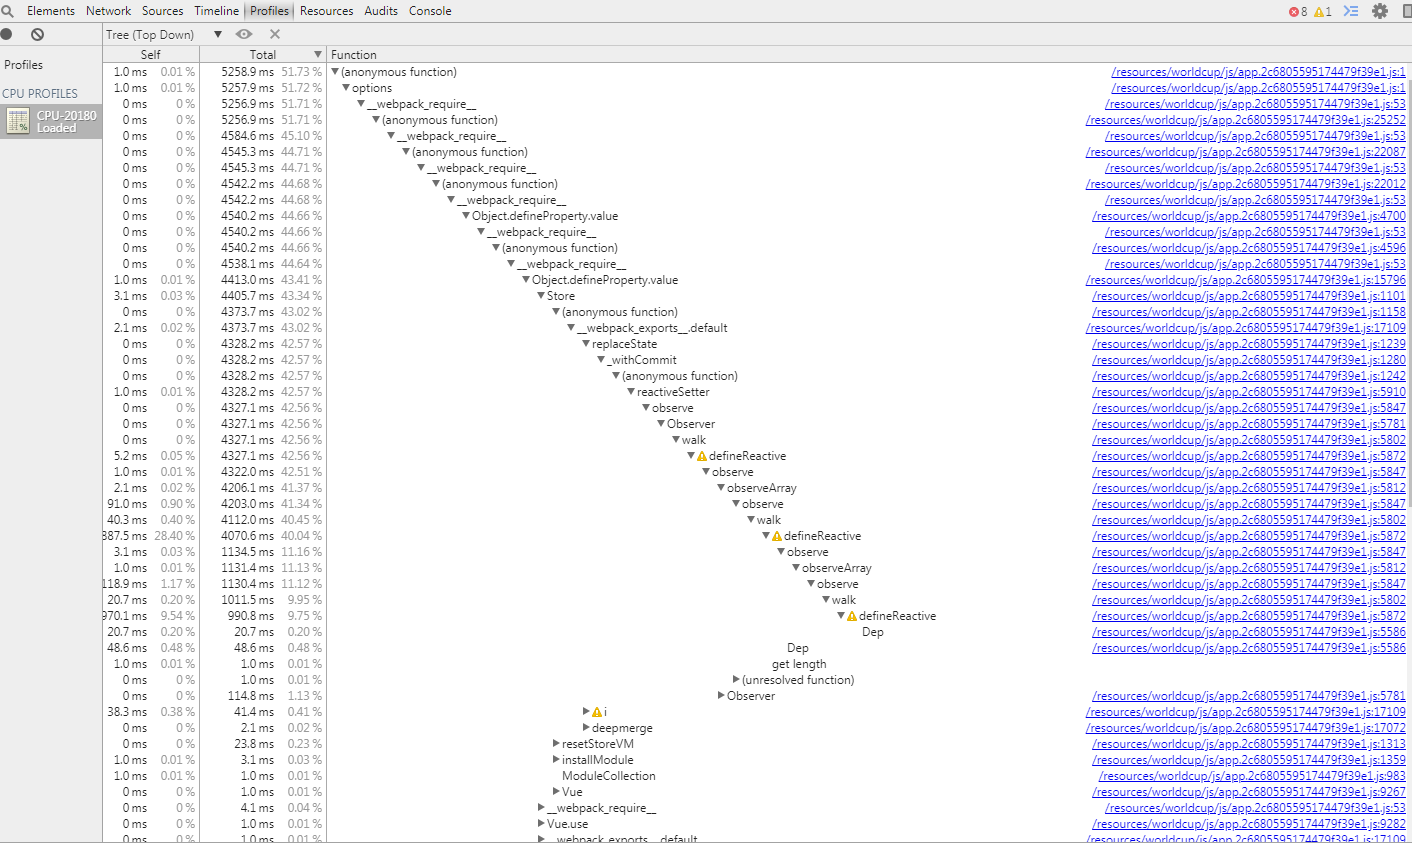 Elements Network Sources Timeline Profiles Resources Audits Console 8 1
Tree (Top Down)
Self Total Function
Profiles
CPU PROFILES
CPU-20180
Loaded
1.0 ms 0.01 % 5258.9 ms 51.73 % (anonymous function) /resources/worldcup/js/app.2c6805595174479f39e1.js:1
1.0 ms 0.01 % 5257.9 ms 51.72 % options /resources/worldcup/js/app.2c6805595174479f39e1.js:1
0 ms 0 % 5256.9 ms 51.71 % __webpack_require__ /resources/worldcup/js/app.2c6805595174479f39e1.js:53
0 ms 0 % 5256.9 ms 51.71 % (anonymous function) /resources/worldcup/js/app.2c6805595174479f39e1.js:25252
0 ms 0 % 4584.6 ms 45.10 % __webpack_require__ /resources/worldcup/js/app.2c6805595174479f39e1.js:53
0 ms 0 % 4545.3 ms 44.71 % (anonymous function) /resources/worldcup/js/app.2c6805595174479f39e1.js:22087
0 ms 0 % 4545.3 ms 44.71 % __webpack_require__ /resources/worldcup/js/app.2c6805595174479f39e1.js:53
0 ms 0 % 4542.2 ms 44.68 % (anonymous function) /resources/worldcup/js/app.2c6805595174479f39e1.js:22012
0 ms 0 % 4542.2 ms 44.68 % __webpack_require__ /resources/worldcup/js/app.2c6805595174479f39e1.js:53
0 ms 0 % 4540.2 ms 44.66 % Object.defineProperty.value /resources/worldcup/js/app.2c6805595174479f39e1.js:4700
0 ms 0 % 4540.2 ms 44.66 % __webpack_require__ /resources/worldcup/js/app.2c6805595174479f39e1.js:53
0 ms 0 % 4540.2 ms 44.66 % (anonymous function) /resources/worldcup/js/app.2c6805595174479f39e1.js:4596
0 ms 0 % 4538.1 ms 44.64 % __webpack_require__ /resources/worldcup/js/app.2c6805595174479f39e1.js:53
1.0 ms 0.01 % 4413.0 ms 43.41 % Object.defineProperty.value /resources/worldcup/js/app.2c6805595174479f39e1.js:15796
3.1 ms 0.03 % 4405.7 ms 43.34 % Store /resources/worldcup/js/app.2c6805595174479f39e1.js:1101
0 ms 0 % 4373.7 ms 43.02 % (anonymous function) /resources/worldcup/js/app.2c6805595174479f39e1.js:1158
2.1 ms 0.02 % 4373.7 ms 43.02 % __webpack_exports__.default /resources/worldcup/js/app.2c6805595174479f39e1.js:17109
0 ms 0 % 4328.2 ms 42.57 % replaceState /resources/worldcup/js/app.2c6805595174479f39e1.js:1239
0 ms 0 % 4328.2 ms 42.57 % _withCommit /resources/worldcup/js/app.2c6805595174479f39e1.js:1280
0 ms 0 % 4328.2 ms 42.57 % (anonymous function) /resources/worldcup/js/app.2c6805595174479f39e1.js:1242
1.0 ms 0.01 % 4328.2 ms 42.57 % reactiveSetter /resources/worldcup/js/app.2c6805595174479f39e1.js:5910
0 ms 0 % 4327.1 ms 42.56 % observe /resources/worldcup/js/app.2c6805595174479f39e1.js:5847
0 ms 0 % 4327.1 ms 42.56 % Observer /resources/worldcup/js/app.2c6805595174479f39e1.js:5781
0 ms 0 % 4327.1 ms 42.56 % walk /resources/worldcup/js/app.2c6805595174479f39e1.js:5802
5.2 ms 0.05 % 4327.1 ms 42.56 % defineReactive /resources/worldcup/js/app.2c6805595174479f39e1.js:5872
1.0 ms 0.01 % 4322.0 ms 42.51 % observe /resources/worldcup/js/app.2c6805595174479f39e1.js:5847
2.1 ms 0.02 % 4206.1 ms 41.37 % observeArray /resources/worldcup/js/app.2c6805595174479f39e1.js:5812
91.0 ms 0.90 % 4203.0 ms 41.34 % observe /resources/worldcup/js/app.2c6805595174479f39e1.js:5847
40.3 ms 0.40 % 4112.0 ms 40.45 % walk /resources/worldcup/js/app.2c6805595174479f39e1.js:5802
887.5 ms 28.40 % 4070.6 ms 40.04 % defineReactive /resources/worldcup/js/app.2c6805595174479f39e1.js:5872
3.1 ms 0.03 % 1134.5 ms 11.16 % observe /resources/worldcup/js/app.2c6805595174479f39e1.js:5847
1.0 ms 0.01 % 1131.4 ms 11.13 % observeArray /resources/worldcup/js/app.2c6805595174479f39e1.js:5812
118.9 ms 1.17 % 1130.4 ms 11.12 % observe /resources/worldcup/js/app.2c6805595174479f39e1.js:5847
20.7 ms 0.20 % 1011.5 ms 9.95 % walk /resources/worldcup/js/app.2c6805595174479f39e1.js:5802
970.1 ms 9.54 % 990.8 ms 9.75 % defineReactive /resources/worldcup/js/app.2c6805595174479f39e1.js:5872
20.7 ms 0.20 % 20.7 ms 0.20 % Dep /resources/worldcup/js/app.2c6805595174479f39e1.js:5586
48.6 ms 0.48 % 48.6 ms 0.48 % Dep /resources/worldcup/js/app.2c6805595174479f39e1.js:5586
1.0 ms 0.01 % 1.0 ms 0.01 % get length
0 ms 0 % 1.0 ms 0.01 % (unresolved function)
0 ms 0 % 114.8 ms 1.13 % Observer /resources/worldcup/js/app.2c6805595174479f39e1.js:5781
38.3 ms 0.38 % 41.4 ms 0.41 % i /resources/worldcup/js/app.2c6805595174479f39e1.js:17109
0 ms 0 % 2.1 ms 0.02 % deepmerge /resources/worldcup/js/app.2c6805595174479f39e1.js:17072
0 ms 0 % 23.8 ms 0.23 % resetStoreVM /resources/worldcup/js/app.2c6805595174479f39e1.js:1313
1.0 ms 0.01 % 3.1 ms 0.03 % installModule /resources/worldcup/js/app.2c6805595174479f39e1.js:1359
1.0 ms 0.01 % 1.0 ms 0.01 % ModuleCollection /resources/worldcup/js/app.2c6805595174479f39e1.js:983
0 ms 0 % 1.0 ms 0.01 % Vue /resources/worldcup/js/app.2c6805595174479f39e1.js:9267
0 ms 0 % 4.1 ms 0.04 % __webpack_require__ /resources/worldcup/js/app.2c6805595174479f39e1.js:53
0 ms 0 % 1.0 ms 0.01 % Vue.use /resources/worldcup/js/app.2c6805595174479f39e1.js:9282
0 ms 0 % 1.0 ms 0.01 % __webpack_exports__.default /resources/worldcup/js/app.2c6805595174479f39e1.js:17109